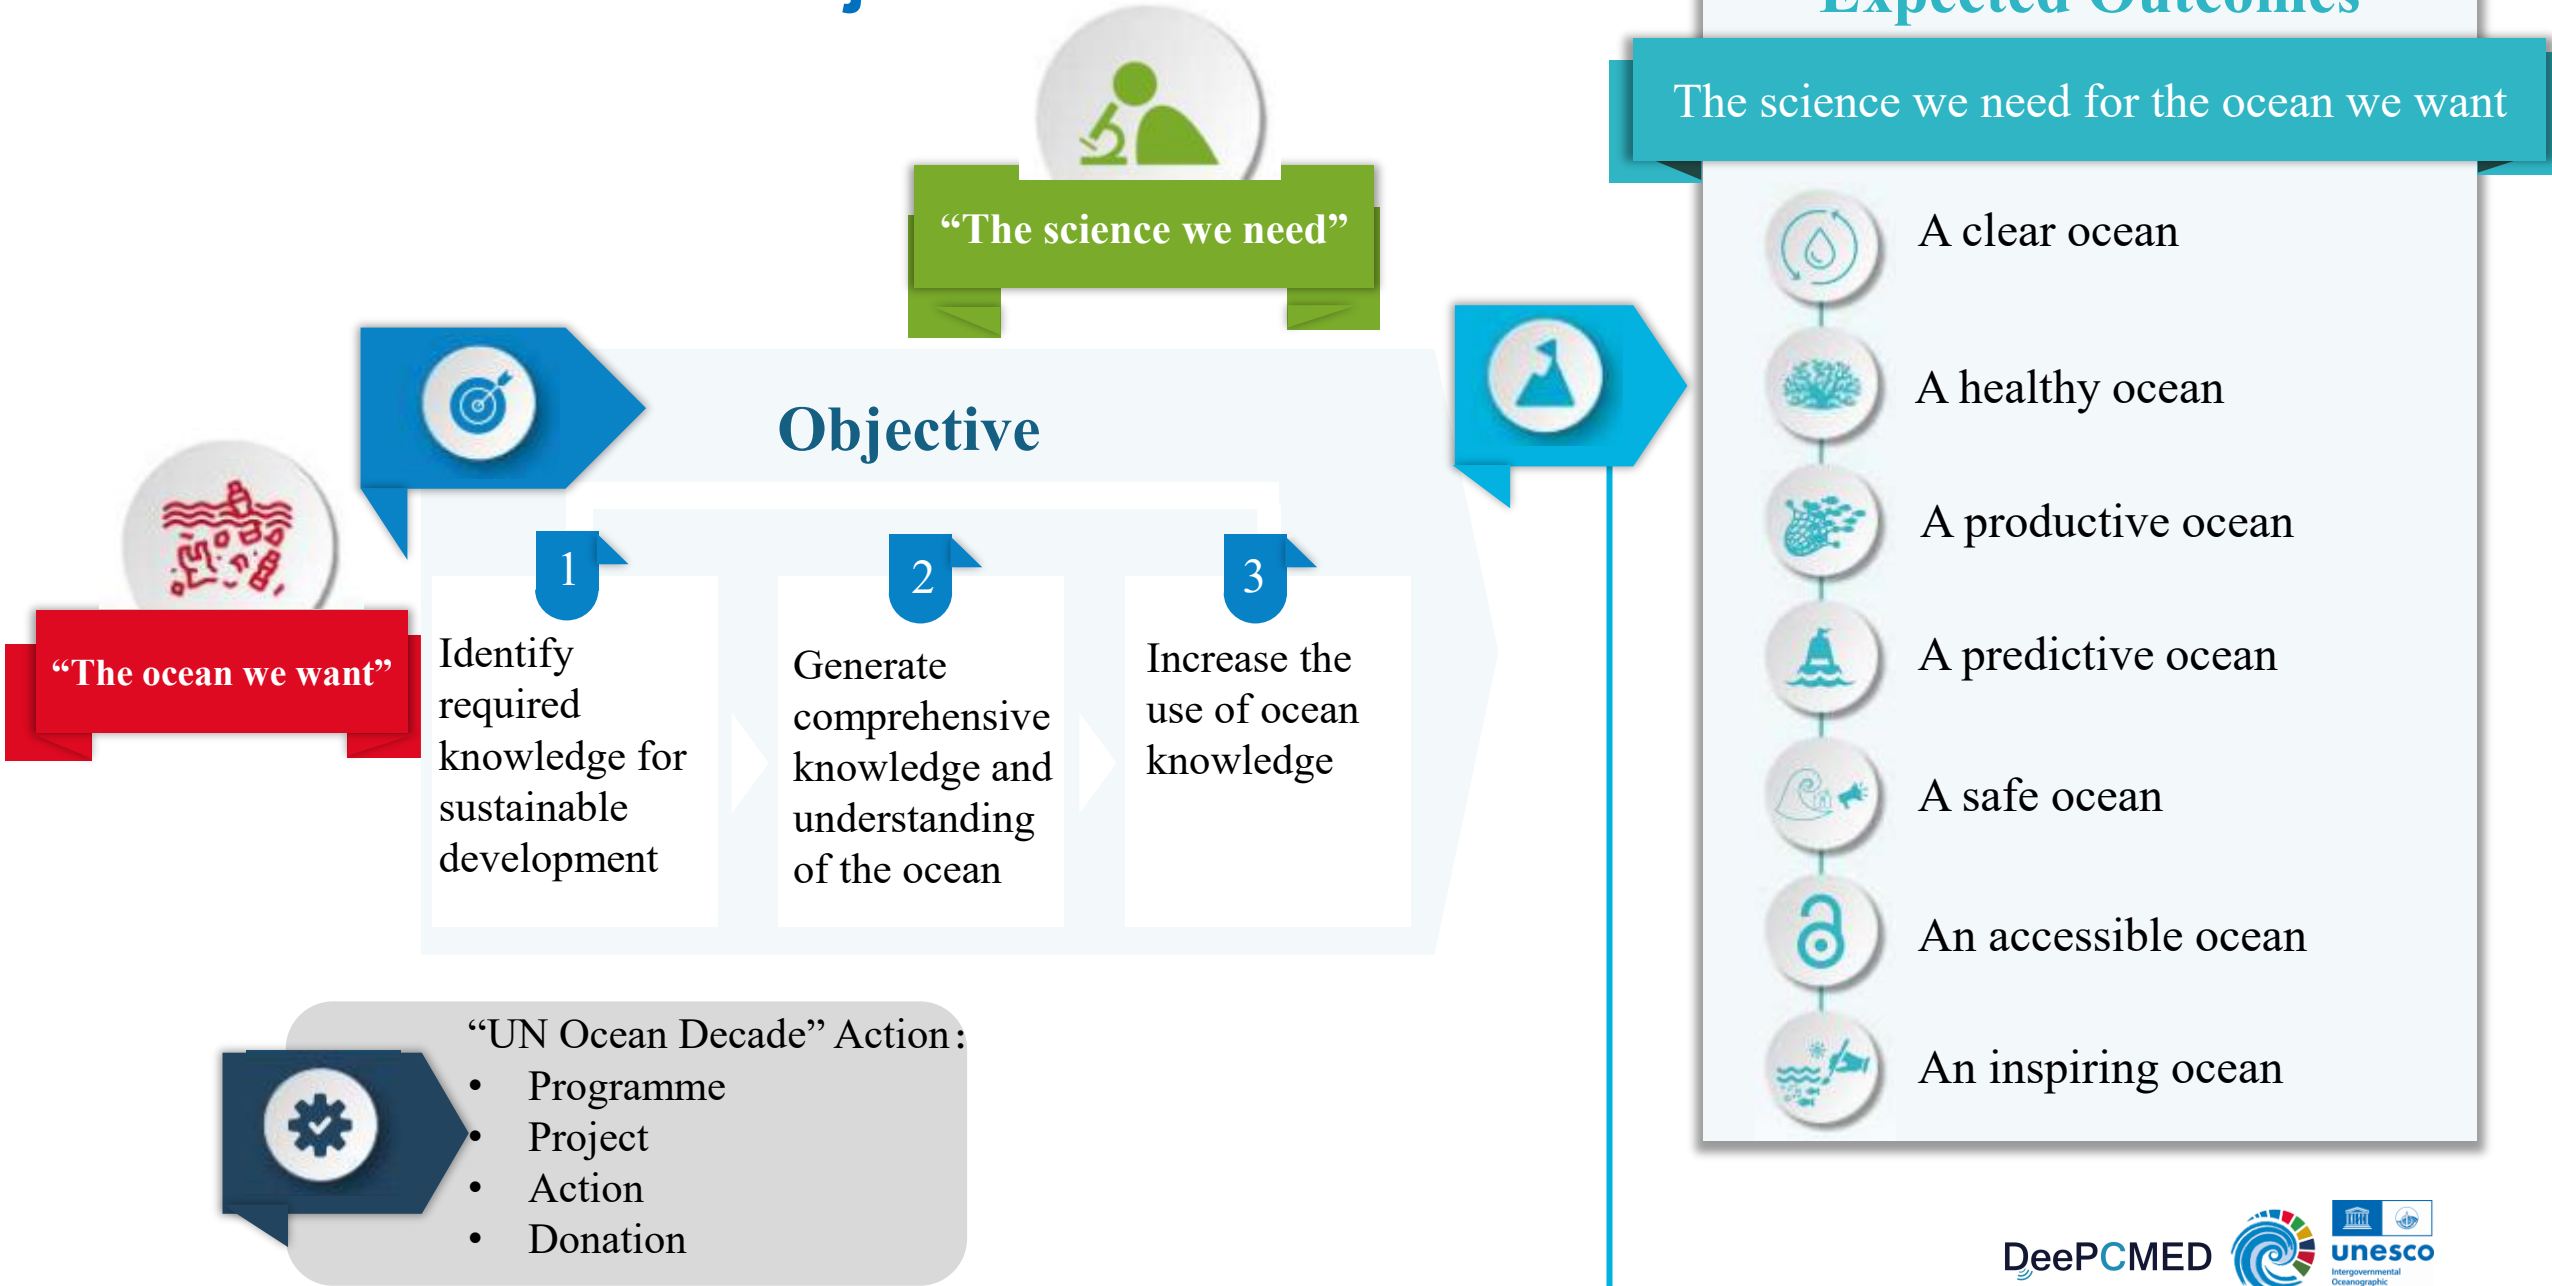 Expected Outcomes
The science we need for the ocean we want
“The science we need”
A clear ocean
A healthy ocean
A productive ocean
A predictive ocean
A safe ocean
An accessible ocean
An inspiring ocean
Objective
“The ocean we want”
1
Identify
required
knowledge for
sustainable
development
2
Generate
comprehensive
knowledge and
understanding
of the ocean
3
Increase the
use of ocean
knowledge
“UN Ocean Decade” Action：
• Programme
• Project
• Action
• Donation
DeePCMED
unesco
Intergovernmental
Oceanographic